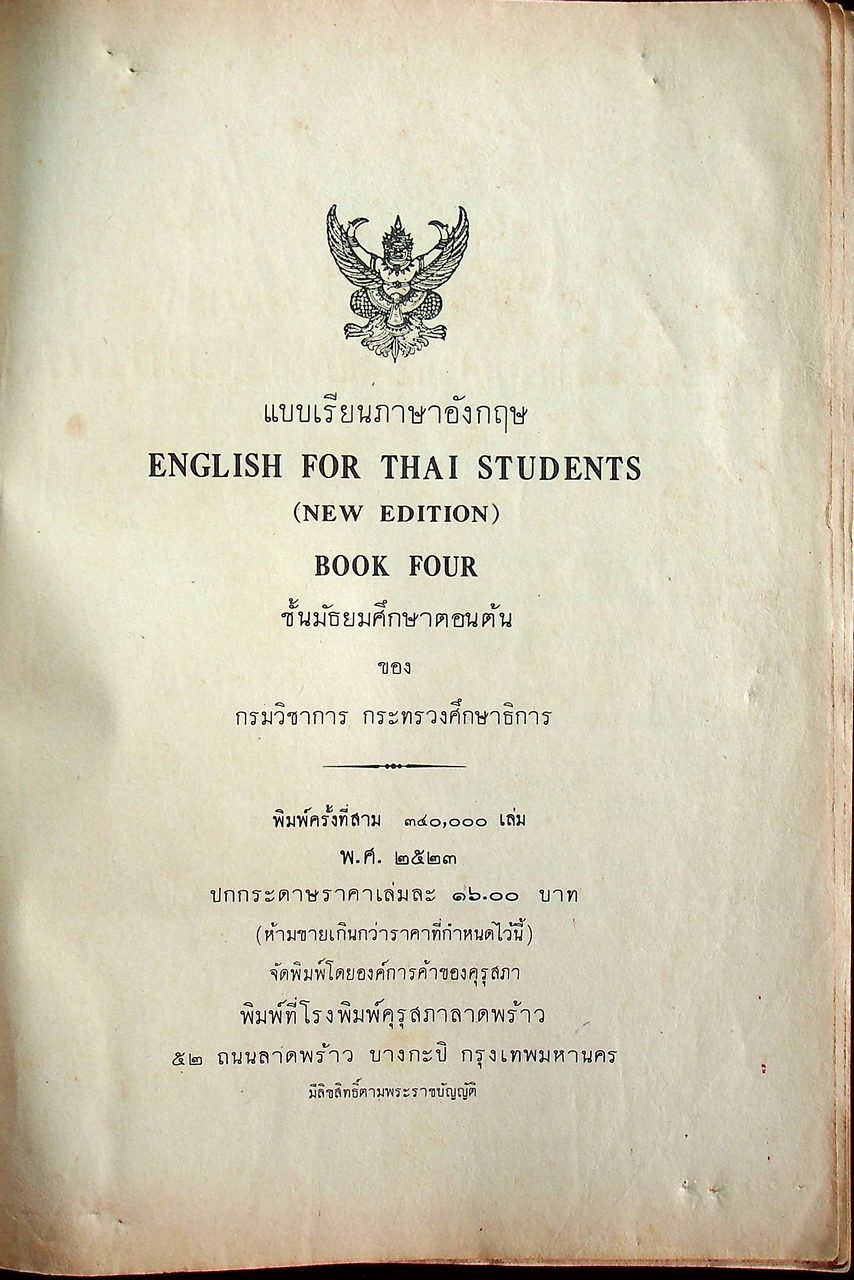 แบบเรียนภาษาอังกฤษ
ENGLISH FOR THAI STUDENTS
(NEW EDITION)
BOOK FOUR
ชั้นมัธยมศึกษาตอนต้น
ของ
กรมวิชาการ กระทรวงศึกษาธิการ
พิมพ์ครั้งที่สาม ๓๔๐,๐๐๐ เล่ม
พ.ศ. ๒๕๒๓
ปกกระดาษราคาเล่มละ ๑๖.๐๐ บาท
(ห้ามขายเกินกว่าราคาที่กำหนดไว้นี้)
จัดพิมพ์โดยองค์การค้าของคุรุสภา
พิมพ์ที่โรงพิมพ์คุรุสภาลาดพร้าว
๕๒ ถนนลาดพร้าว บางกะปิ กรุงเทพมหานคร
มีลิขสิทธิ์ตามพระราชบัญญัติ